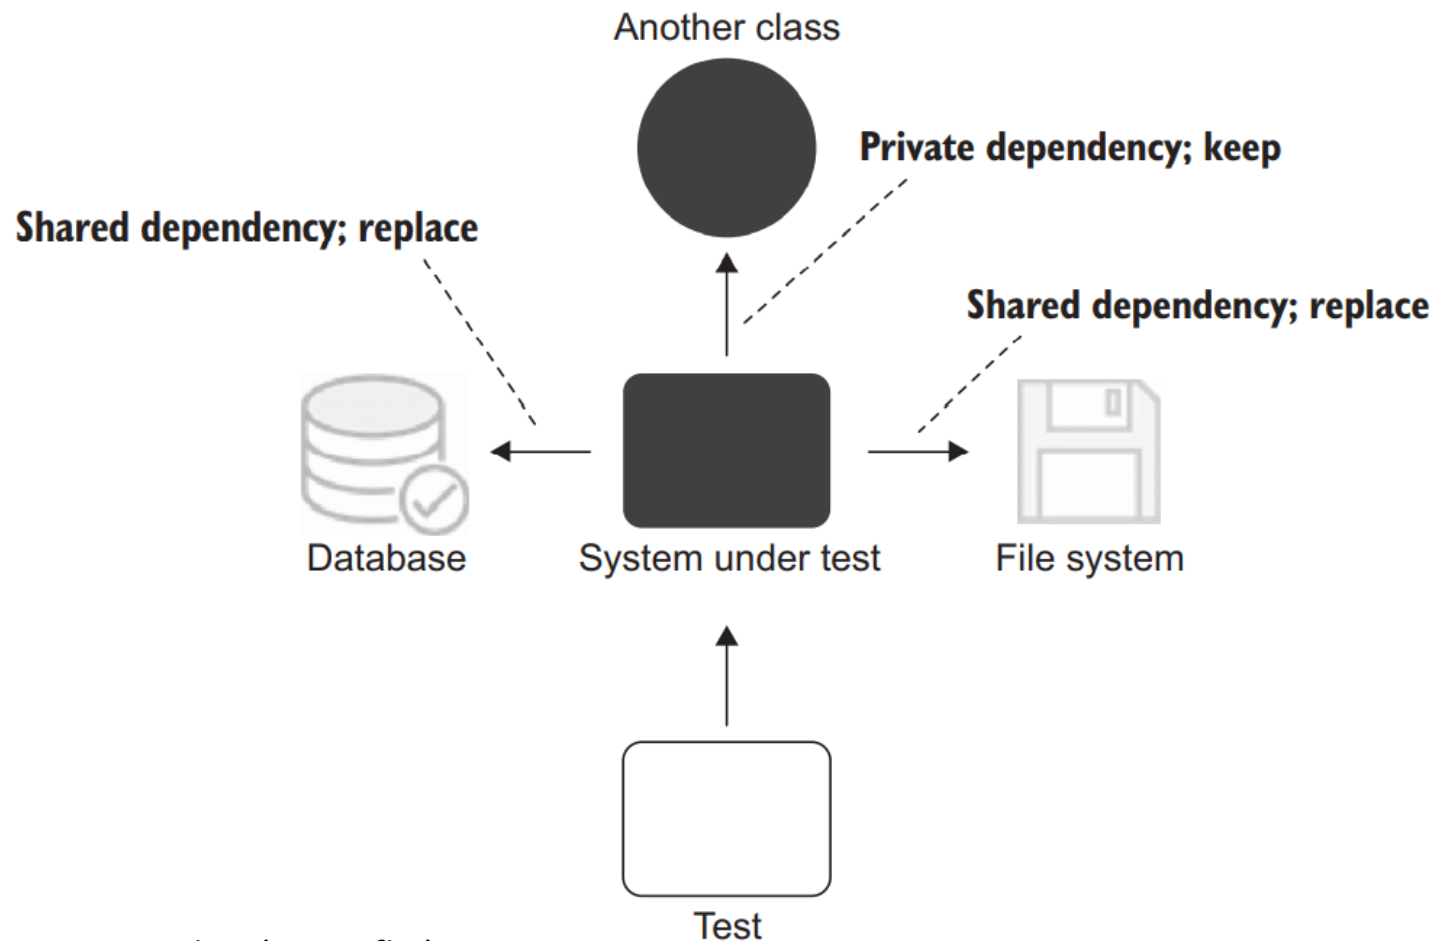 Another class
Private dependency; keep
Shared dependency; replace
Shared dependency; replace
Database
System under test
File system
Test